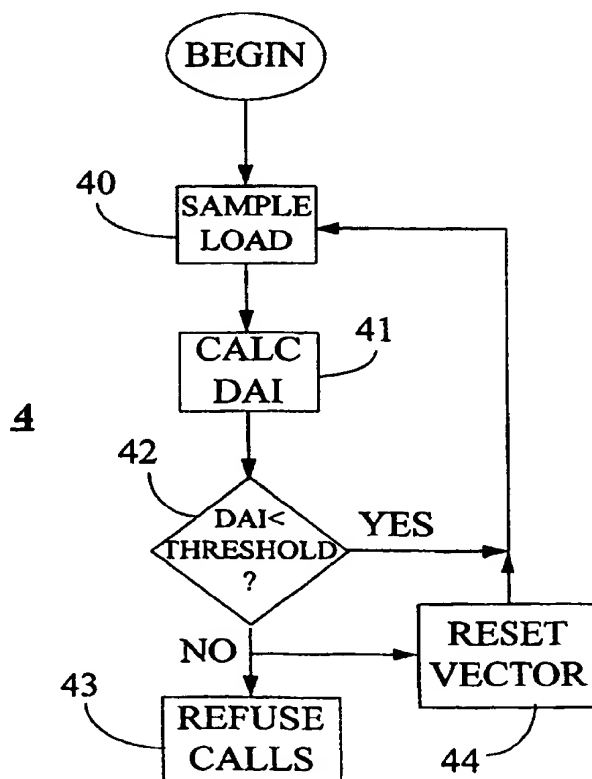 BEGIN
40
SAMPLE
LOAD
CALC
DAI
41
4
42
DAI<
THRESHOLD
?
YES
NO
RESET
VECTOR
43
REFUSE
CALLS
44